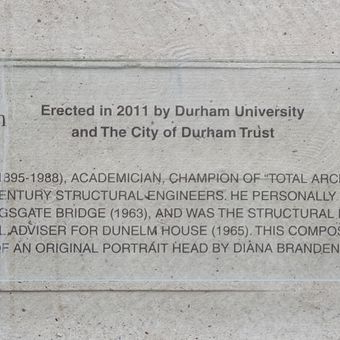 Erected in 2011 by Durham University
and The City of Durham Trust
1895-1988), ACADEMICIAN, CHAMPION OF "TOTAL ARC
ENTURY STRUCTURAL ENGINEERS. HE PERSONALLY
GSGATE BRIDGE (1963), AND WAS THE STRUCTURAL
ADVISER FOR DUNELM HOUSE (1965). THIS COMPOS
OF AN ORIGINAL PORTRAIT HEAD BY DIANA BRANDEN